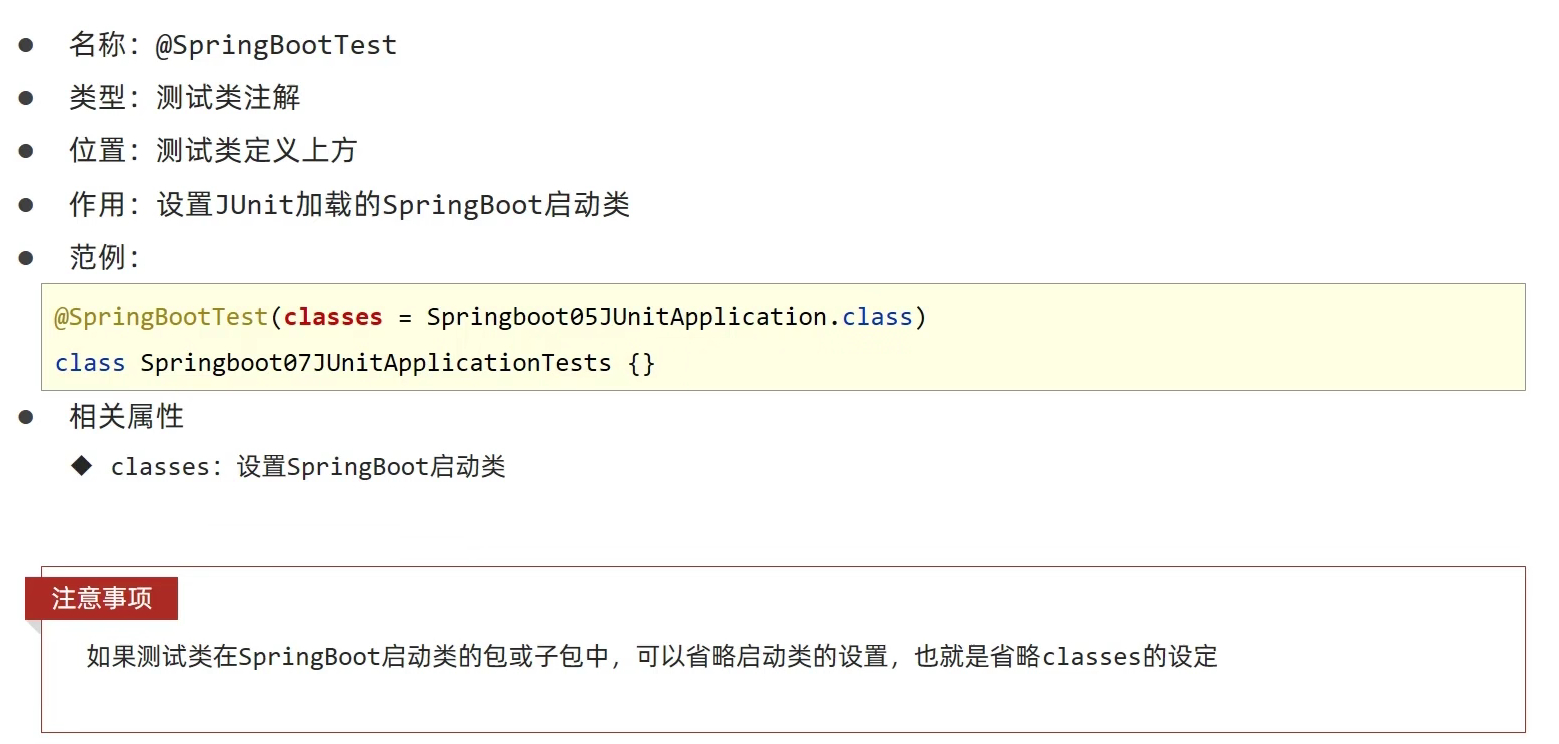 名称：@SpringBootTest
类型：测试类注解
位置：测试类定义上方
作用：设置JUnit加载的SpringBoot启动类
范例：
@SpringBootTest(classes = Springboot05JUnitApplication.class)
class Springboot07JUnitApplicationTests {}
相关属性
classes：设置SpringBoot启动类
注意事项
如果测试类在SpringBoot启动类的包或子包中，可以省略启动类的设置，也就是省略classes的设定